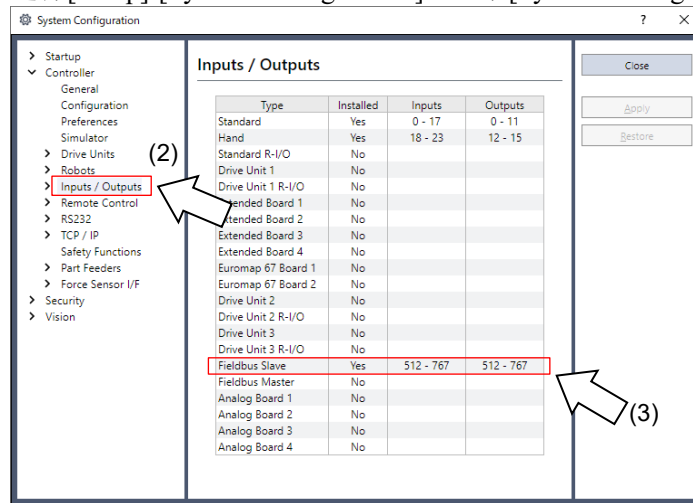 System Configuration ? ×
Startup
Controller
General
Configuration
Preferences
Simulator
Drive Units
Robots
Inputs / Outputs
Remote Control
RS232
TCP / IP
Safety Functions
Part Feeders
Force Sensor I/F
Security
Vision
(2)
Inputs / Outputs
Type Installed Inputs Outputs
Standard Yes 0 - 17 0 - 11
Hand Yes 18 - 23 12 - 15
Standard R-I/O No
Drive Unit 1 No
Drive Unit 1 R-I/O No
Extended Board 1 No
Extended Board 2 No
Extended Board 3 No
Extended Board 4 No
Euromap 67 Board 1 No
Euromap 67 Board 2 No
Drive Unit 2 No
Drive Unit 2 R-I/O No
Drive Unit 3 No
Drive Unit 3 R-I/O No
Fieldbus Slave Yes 512 - 767 512 - 767
Fieldbus Master No
Analog Board 1 No
Analog Board 2 No
Analog Board 3 No
Analog Board 4 No
(3)
Close
Apply
Restore